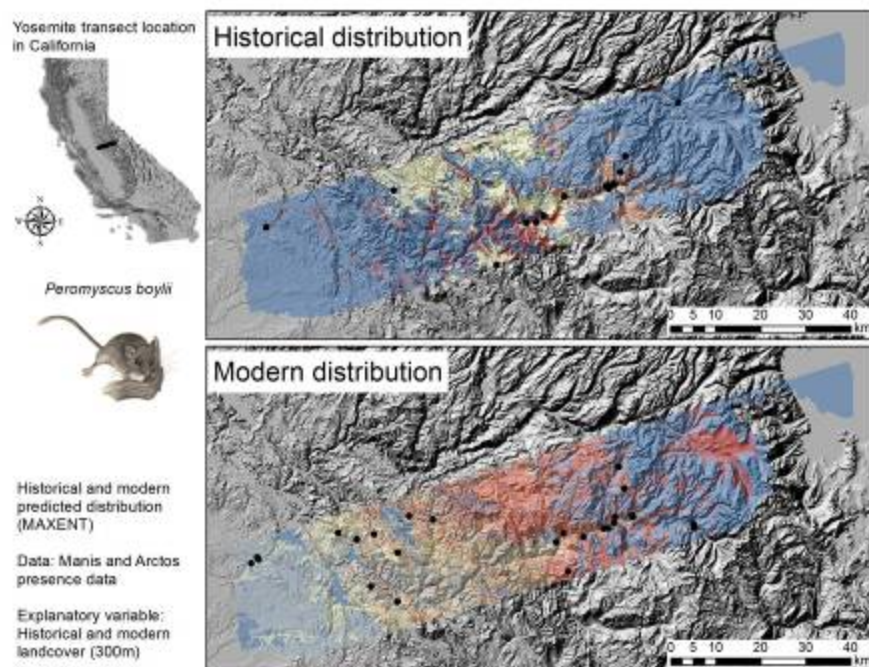 Yosemite transect location
in California
N
W
E
S
Peromyscus boylii
Historical and modern
predicted distribution
(MAXENT)
Data: Manis and Arctos
presence data
Explanatory variable:
Historical and modern
landcover (300m)
Historical distribution
0 5 10 20 30 40
km
Modern distribution
0 5 10 20 30 40
km